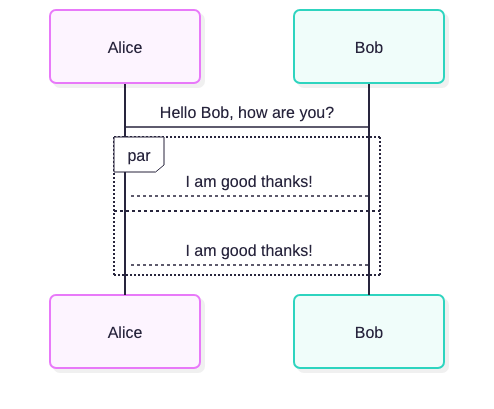 Alice
Bob
Hello Bob, how are you?
par
I am good thanks!
I am good thanks!
Alice
Bob